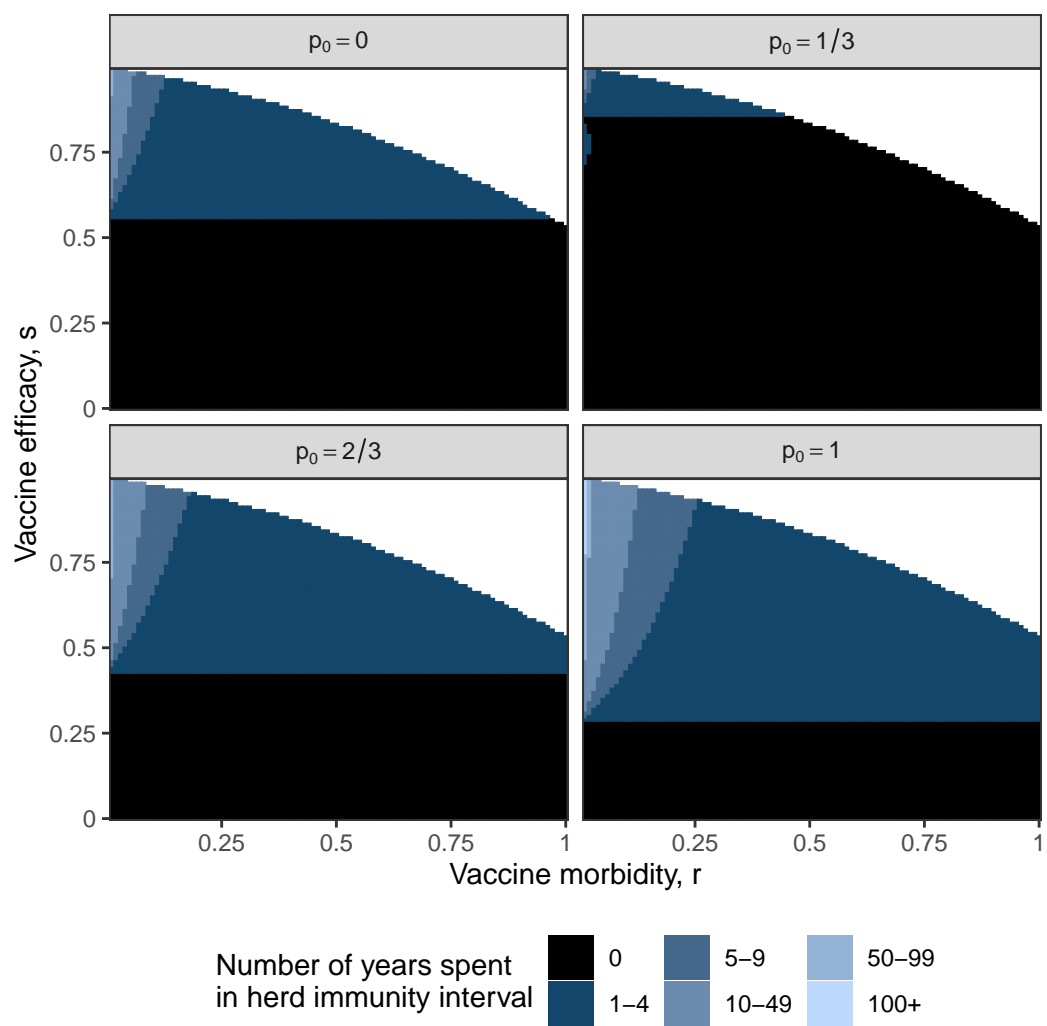 p₀ = 0
p₀ = 1/3
0.75
0.5
0.25
0
p₀ = 2/3
p₀ = 1
0.75
0.5
0.25
0
Vaccine efficacy, s
0.25 0.5 0.75 1
0.25 0.5 0.75 1
Vaccine morbidity, r
Number of years spent
in herd immunity interval
0
1−4
5−9
10−49
50−99
100+